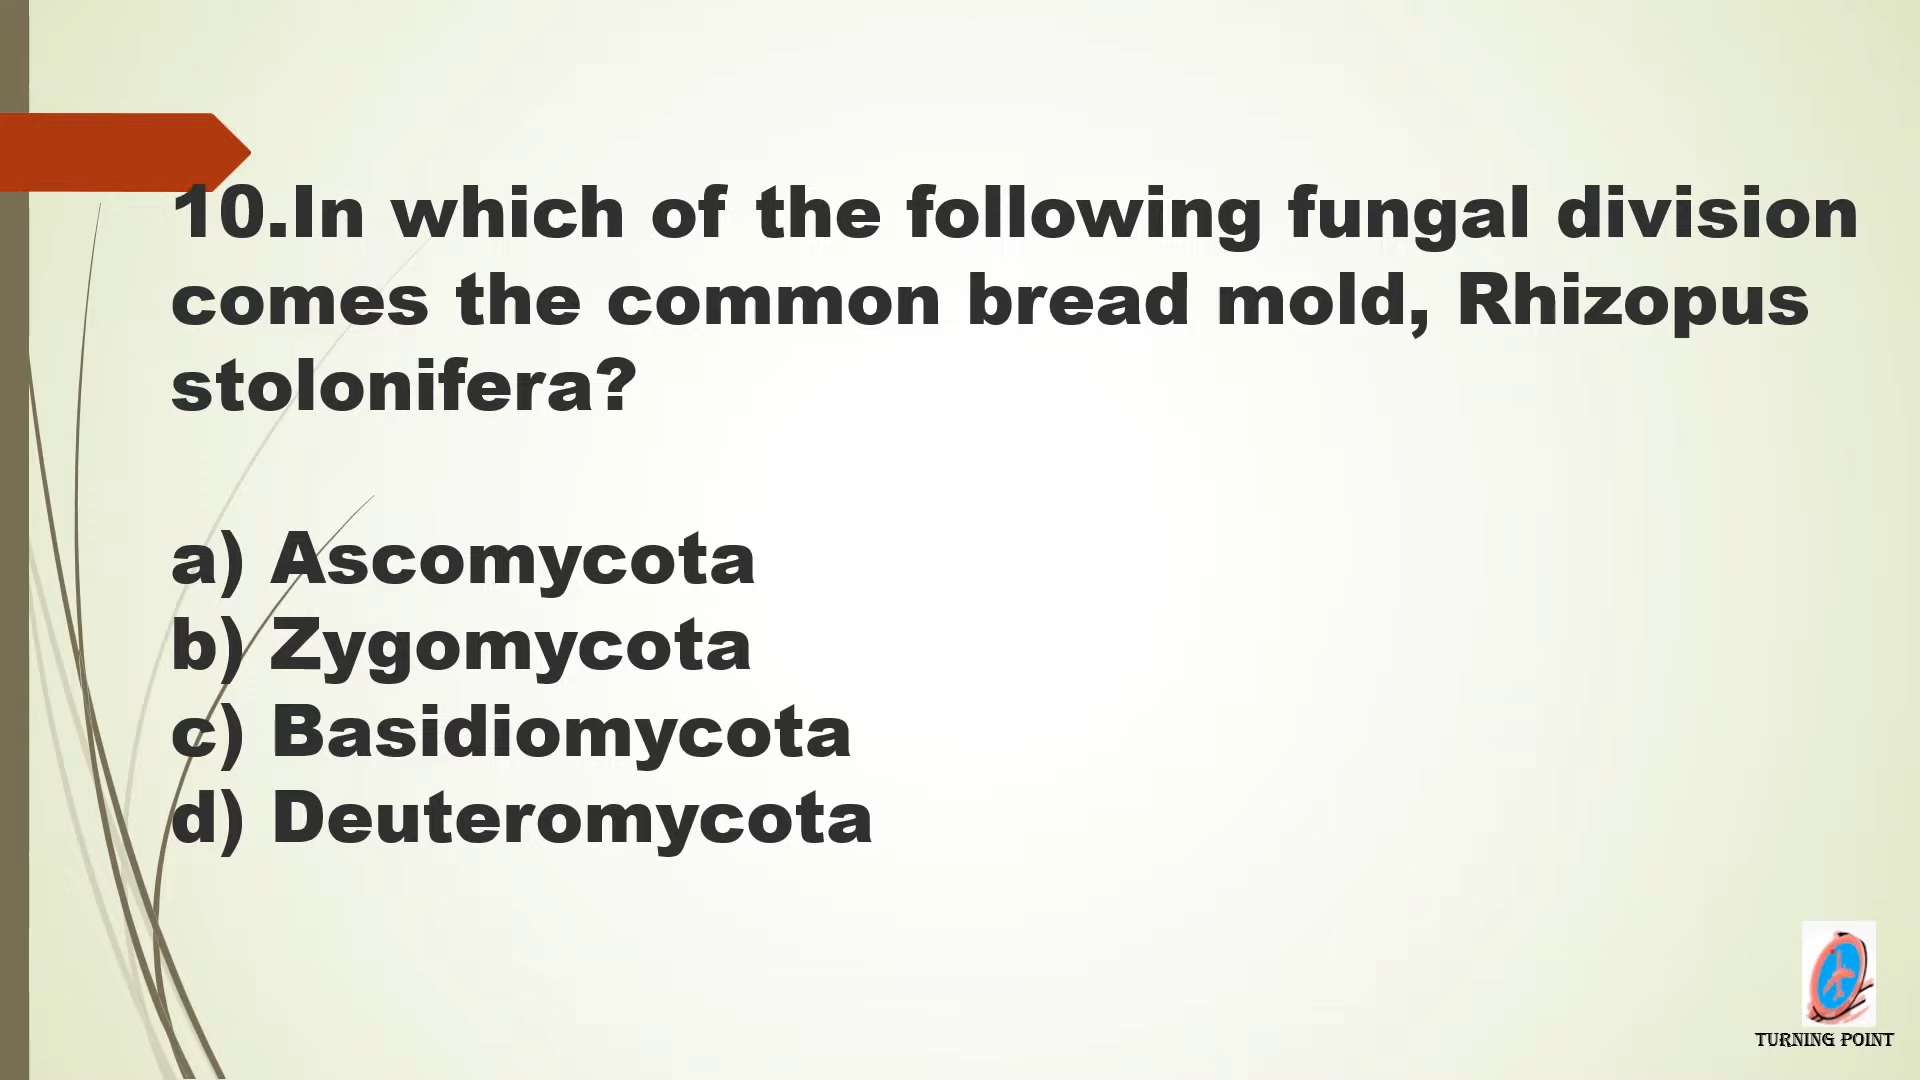 10.In which of the following fungal division
comes the common bread mold, Rhizopus
stolonifera?
a) Ascomycota
b) Zygomycota
c) Basidiomycota
d) Deuteromycota
TURNING POINT